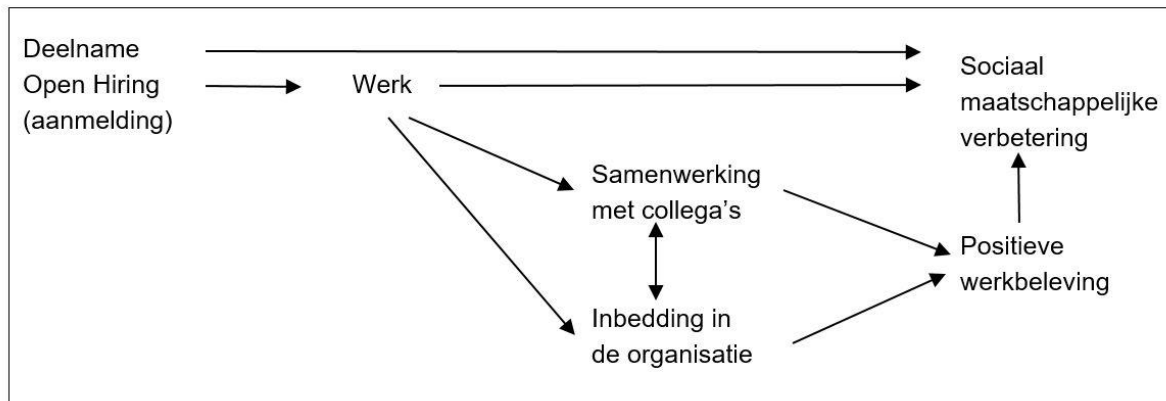 Deelname
Open Hiring
(aanmelding)
Werk
Sociaal
maatschappelijke
verbetering
Samenwerking
met collega's
Positieve
werkbeleving
Inbedding in
de organisatie